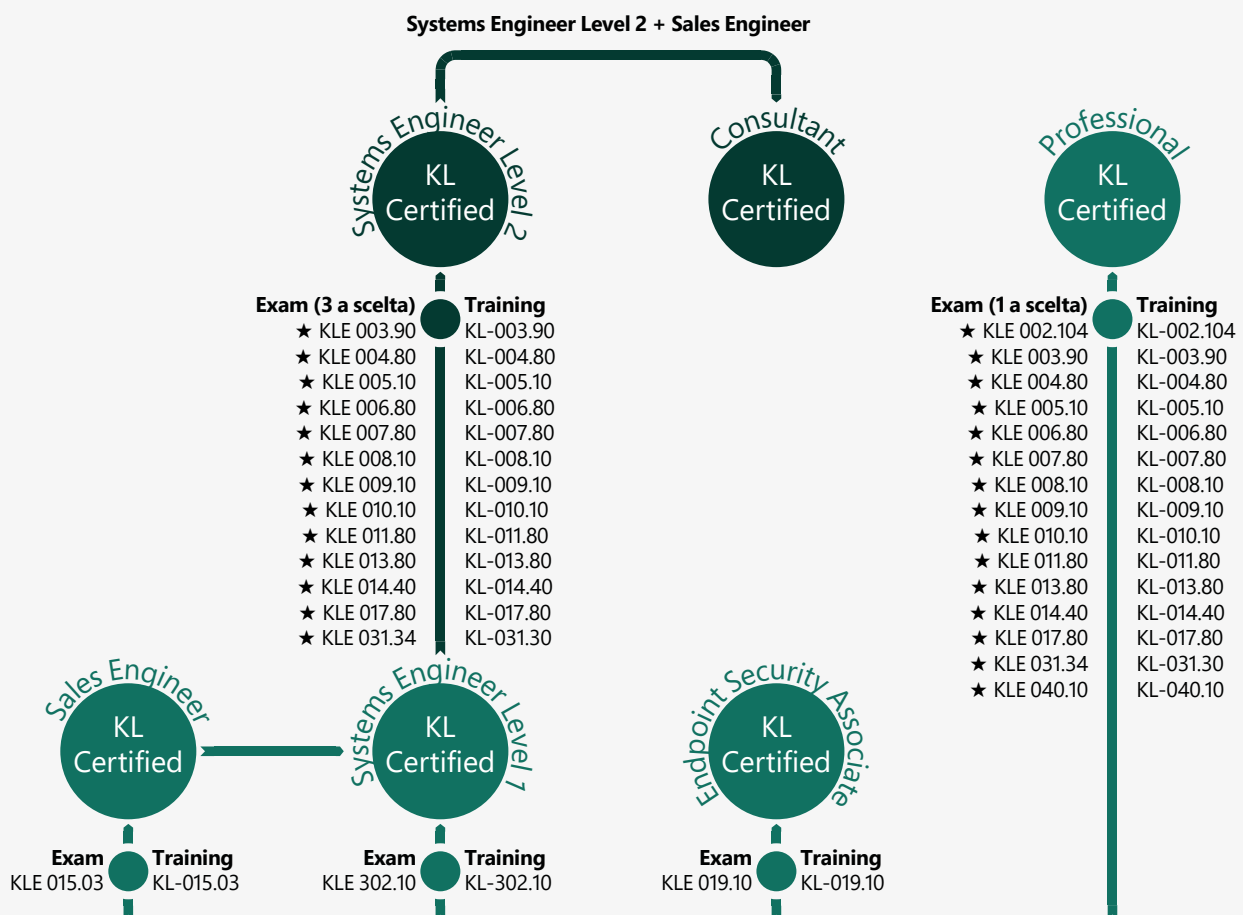 Systems Engineer Level 2 + Sales Engineer
Systems Engineer Level 2
KL
Certified
Consultant
KL
Certified
Professional
KL
Certified
Exam (3 a scelta) Training
★ KLE 003.90 KL-003.90
★ KLE 004.80 KL-004.80
★ KLE 005.10 KL-005.10
★ KLE 006.80 KL-006.80
★ KLE 007.80 KL-007.80
★ KLE 008.10 KL-008.10
★ KLE 009.10 KL-009.10
★ KLE 010.10 KL-010.10
★ KLE 011.80 KL-011.80
★ KLE 013.80 KL-013.80
★ KLE 014.40 KL-014.40
★ KLE 017.80 KL-017.80
★ KLE 031.34 KL-031.30
Exam (1 a scelta) Training
★ KLE 002.104 KL-002.104
★ KLE 003.90 KL-003.90
★ KLE 004.80 KL-004.80
★ KLE 005.10 KL-005.10
★ KLE 006.80 KL-006.80
★ KLE 007.80 KL-007.80
★ KLE 008.10 KL-008.10
★ KLE 009.10 KL-009.10
★ KLE 010.10 KL-010.10
★ KLE 011.80 KL-011.80
★ KLE 013.80 KL-013.80
★ KLE 014.40 KL-014.40
★ KLE 017.80 KL-017.80
★ KLE 031.34 KL-031.30
★ KLE 040.10 KL-040.10
Sales Engineer
KL
Certified
Systems Engineer Level 1
KL
Certified
Endpoint Security Associate
KL
Certified
Exam Training
KLE 015.03 KL-015.03
Exam Training
KLE 302.10 KL-302.10
Exam Training
KLE 019.10 KL-019.10